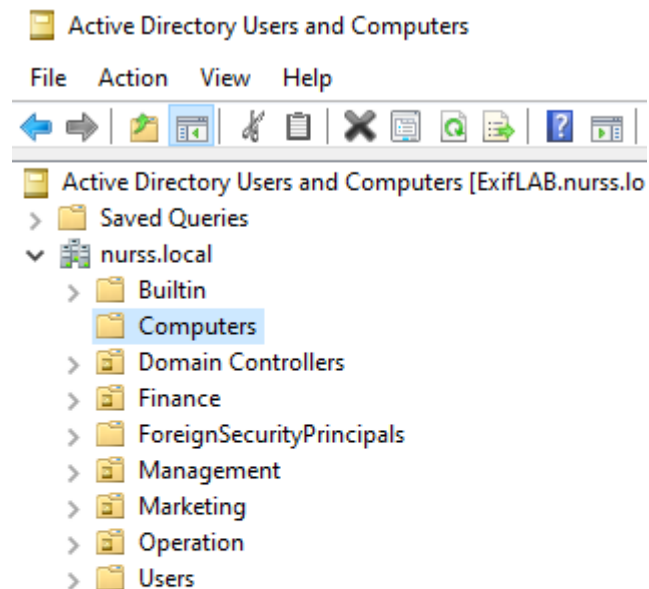 Active Directory Users and Computers
File Action View Help
Active Directory Users and Computers [ExifLAB.nurss.lo
Saved Queries
nurss.local
Builtin
Computers
Domain Controllers
Finance
ForeignSecurityPrincipals
Management
Marketing
Operation
Users